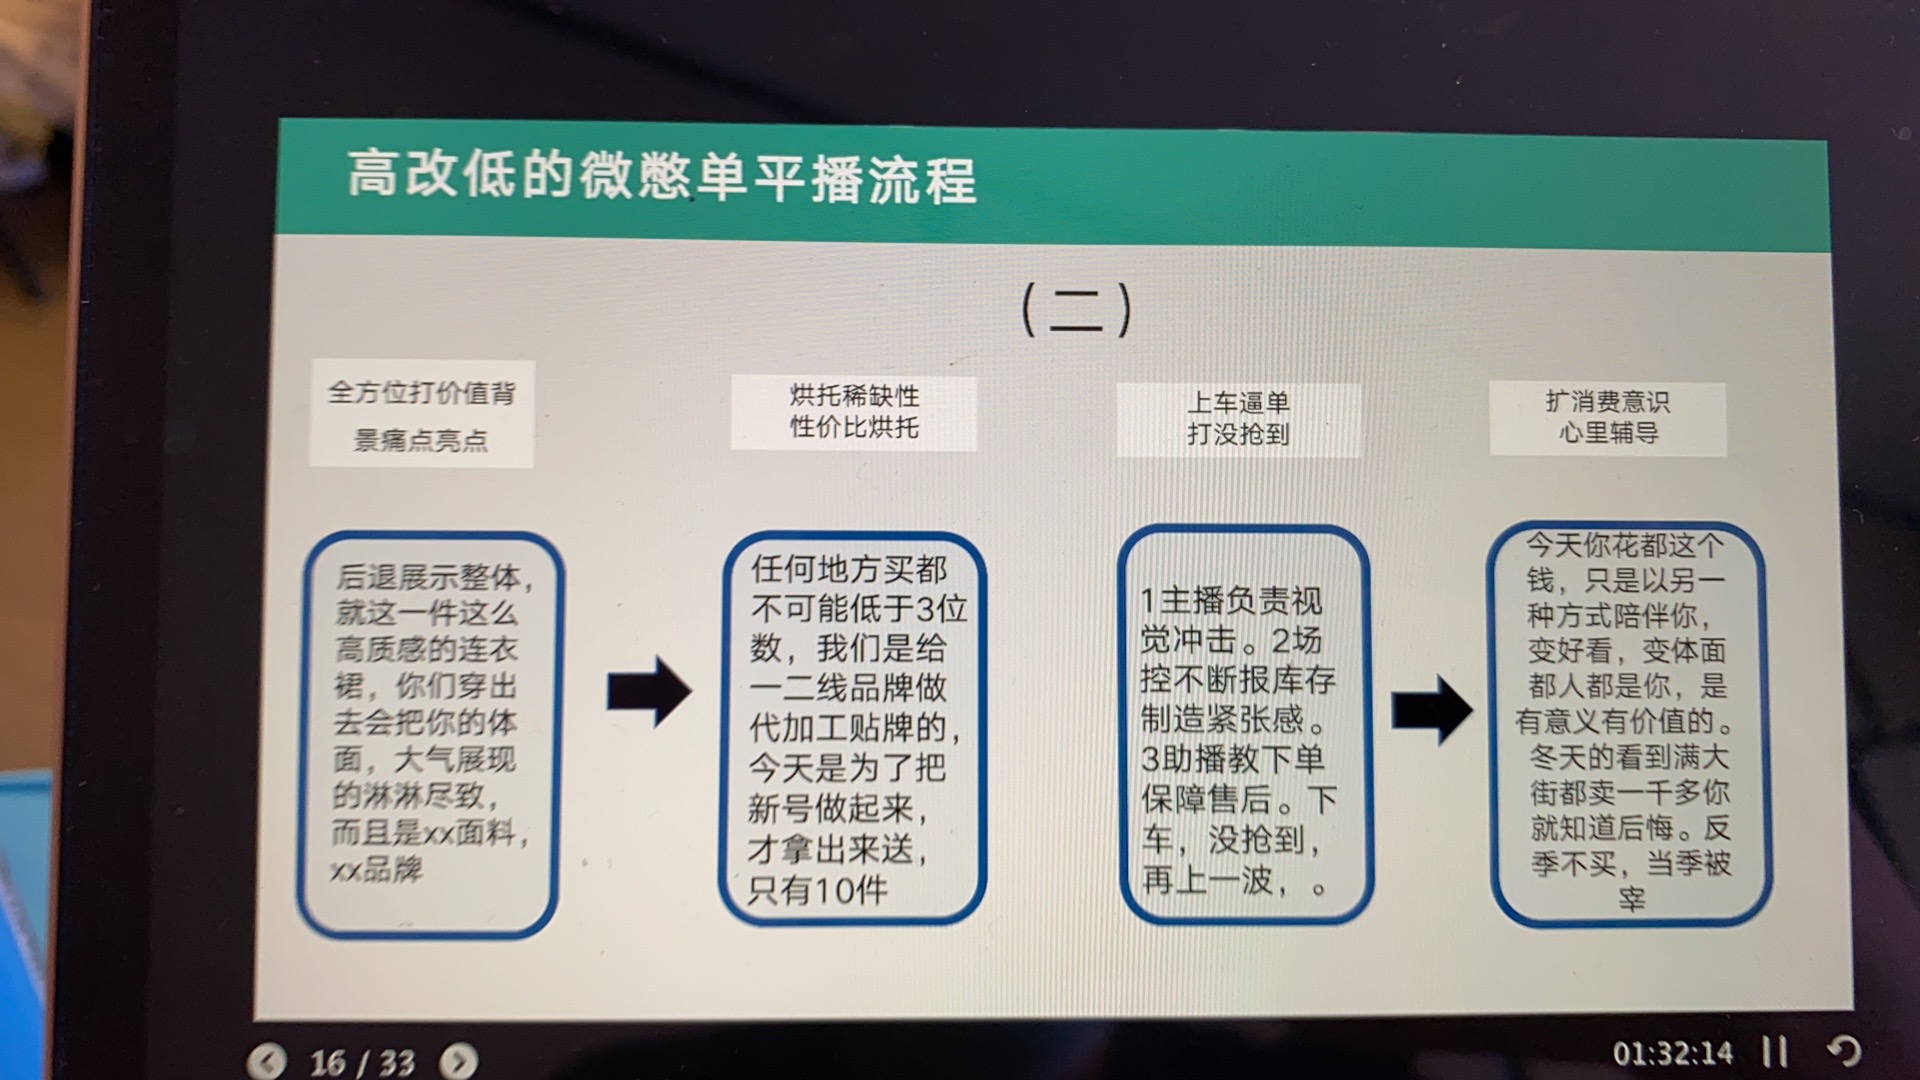 高改低的微憋单平播流程
(二)
全方位打价值背
景痛点亮点
烘托稀缺性
性价比烘托
上车逼单
打没抢到
扩消费意识
心里辅导
后退展示整体，
就这一件这么
高质感的连衣
裙，你们穿出
去会把你的体
面，大气展现
的淋淋尽致，
而且是xx面料，
xx品牌
任何地方买都
不可能低于3位
数，我们是给
一二线品牌做
代加工贴牌的，
今天是为了把
新号做起来，
才拿出来送，
只有10件
1主播负责视
觉冲击。2场
控不断报库存
制造紧张感。
3助播教下单
保障售后。下
车，没抢到，
再上一波，。
今天你花都这个
钱，只是以另一
种方式陪伴你，
变好看，变体面
都人都是你，是
有意义有价值的。
冬天的看到满大
街都卖一千多你
就知道后悔。反
季不买，当季被
宰
16 / 33
01:32:14